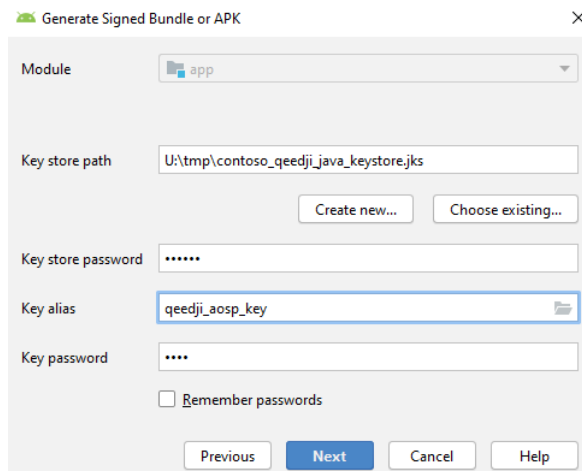 Generate Signed Bundle or APK
Module app
Key store path U:\tmp\contoso_qeedji_java_keystore.jks
Create new... Choose existing...
Key store password ••••••
Key alias qeedji_aosp_key
Key password ••••
Remember passwords
Previous Next Cancel Help